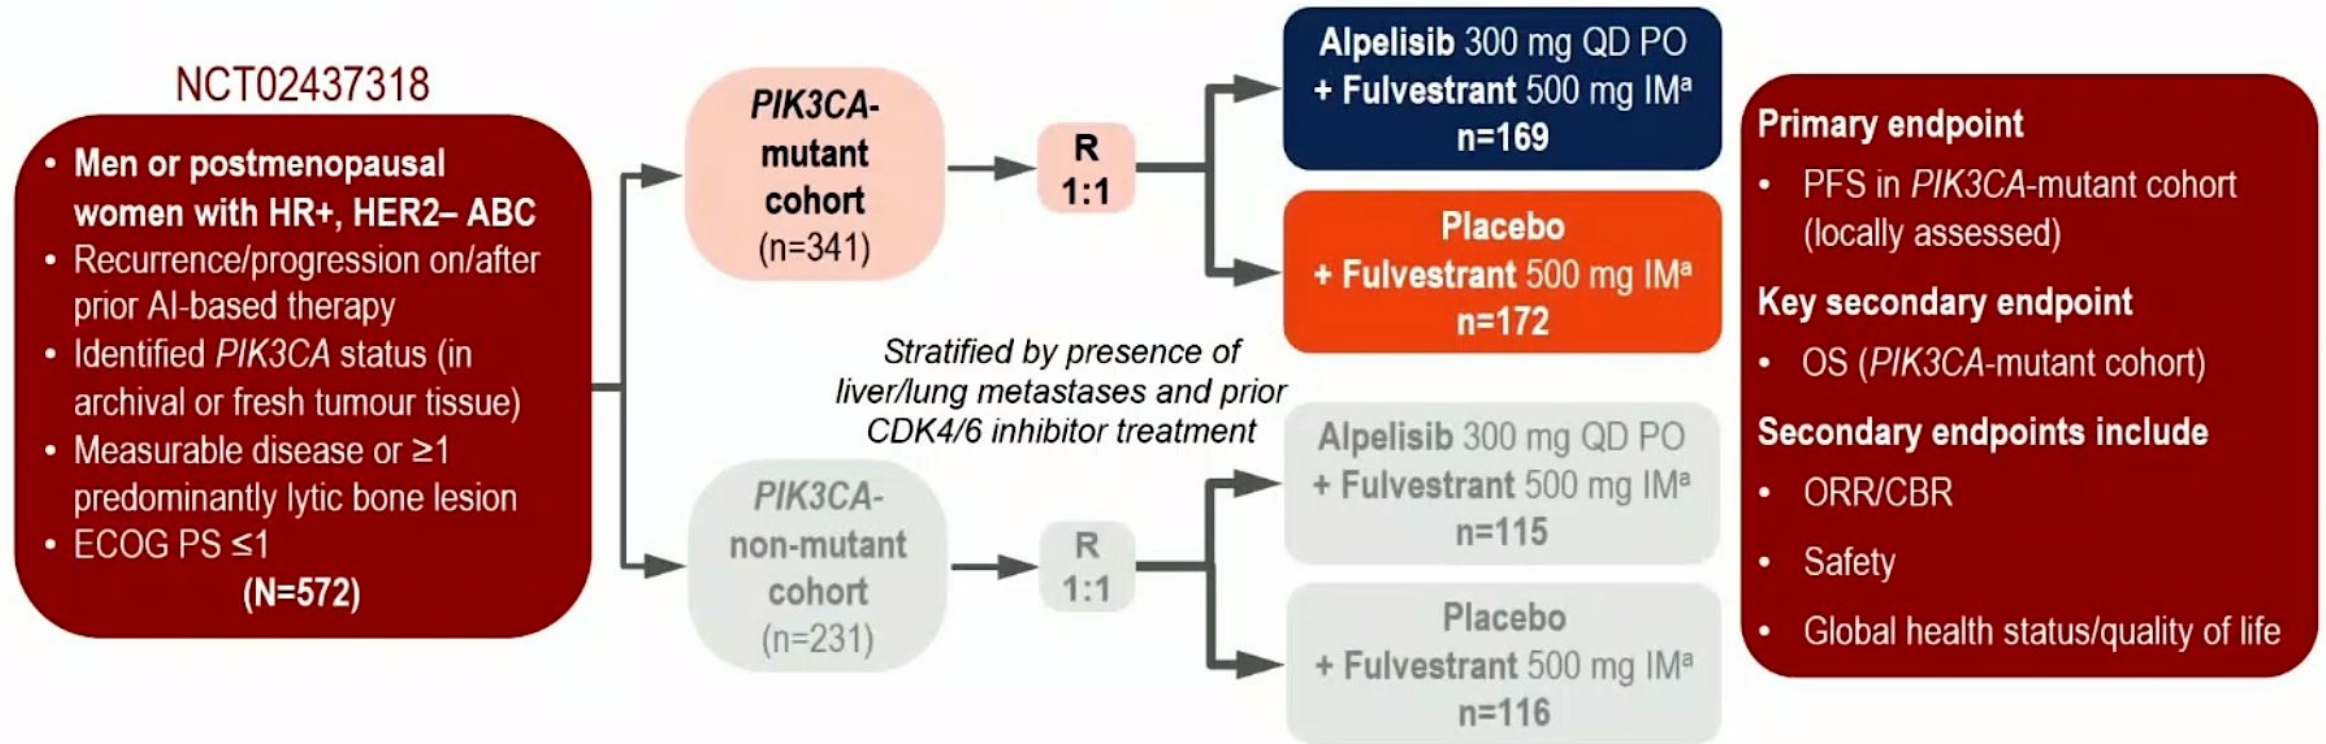 NCT02437318
• Men or postmenopausal
women with HR+, HER2– ABC
• Recurrence/progression on/after
prior AI-based therapy
• Identified PIK3CA status (in
archival or fresh tumour tissue)
• Measurable disease or ≥1
predominantly lytic bone lesion
• ECOG PS ≤1
(N=572)
PIK3CA-
mutant
cohort
(n=341)
R
1:1
Alpelisib 300 mg QD PO
+ Fulvestrant 500 mg IMᵃ
n=169
Placebo
+ Fulvestrant 500 mg IMᵃ
n=172
Stratified by presence of
liver/lung metastases and prior
CDK4/6 inhibitor treatment
PIK3CA-
non-mutant
cohort
(n=231)
R
1:1
Alpelisib 300 mg QD PO
+ Fulvestrant 500 mg IMᵃ
n=115
Placebo
+ Fulvestrant 500 mg IMᵃ
n=116
Primary endpoint
• PFS in PIK3CA-mutant cohort
(locally assessed)
Key secondary endpoint
• OS (PIK3CA-mutant cohort)
Secondary endpoints include
• ORR/CBR
• Safety
• Global health status/quality of life